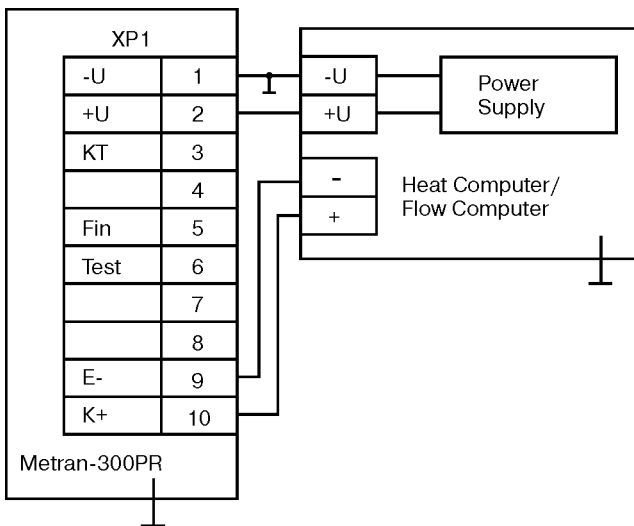 XP1
-U 1
+U 2
KT 3
4
Fin 5
Test 6
7
8
E- 9
K+ 10
Metran-300PR
-U
+U
-
+
Power
Supply
Heat Computer/
Flow Computer